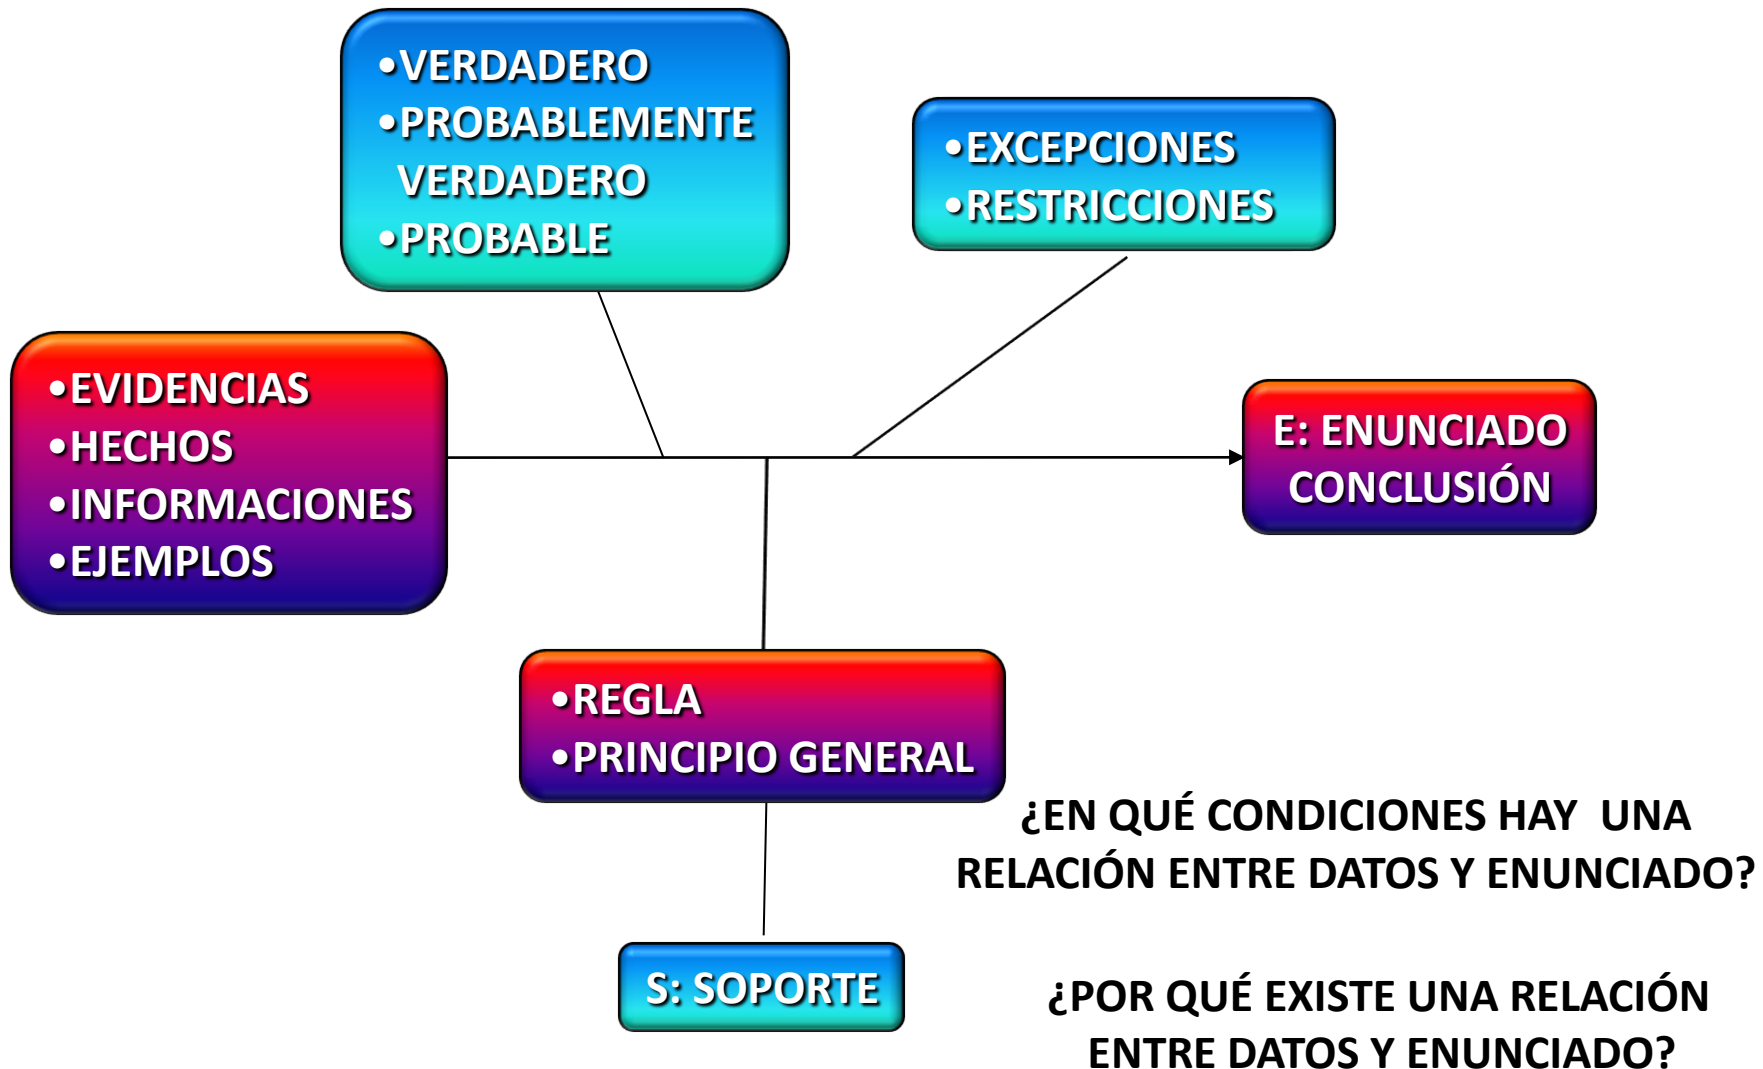 •VERDADERO
•PROBABLEMENTE
VERDADERO
•PROBABLE
•EXCEPCIONES
•RESTRICCIONES
•EVIDENCIAS
•HECHOS
•INFORMACIONES
•EJEMPLOS
E: ENUNCIADO
CONCLUSIÓN
•REGLA
•PRINCIPIO GENERAL
¿EN QUÉ CONDICIONES HAY UNA
RELACIÓN ENTRE DATOS Y ENUNCIADO?
S: SOPORTE
¿POR QUÉ EXISTE UNA RELACIÓN
ENTRE DATOS Y ENUNCIADO?